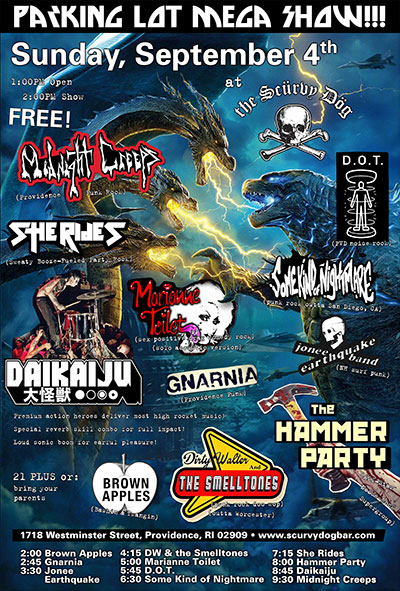 PARKING LOT MEGA SHOW!!!
Sunday, September 4th
1:00PM Open
2:00PM Show
at
the Scürvy Dög
FREE!
Midnight Creeps
(Providence Punk Rock)
D.O.T.
(PVD noise rock)
SHE RIDES
(Sweaty Booze-Fueled Party Rock)
SOME KIND OF NIGHTMARE
(Punk rock outta San Diego, CA)
Marianne
Toilet
(sex positive
rock)
(solo version)
jonee
earthquake
band
(NH surf punk)
DAIKAIJU
大怪獣
GNARNIA
(Providence Punk)
Premium action heroes deliver most high rocket music!
Special reverb skill combo for full impact!
Loud sonic boom for earful pleasure!
The
HAMMER
PARTY
Supergroup)
21 PLUS or:
bring your
parents
BROWN
APPLES
Dirty Walter
And
THE SMELLTONES
(outta Worcester)
1718 Westminster Street, Providence, RI 02909 • www.scurvydogbar.com
2:00 Brown Apples
2:45 Gnarnia
3:30 Jonee
Earthquake
4:15 DW & the Smelltones
5:00 Marianne Toilet
5:45 D.O.T.
6:30 Some Kind of Nightmare
7:15 She Rides
8:00 Hammer Party
8:45 Daikaiju
9:30 Midnight Creeps